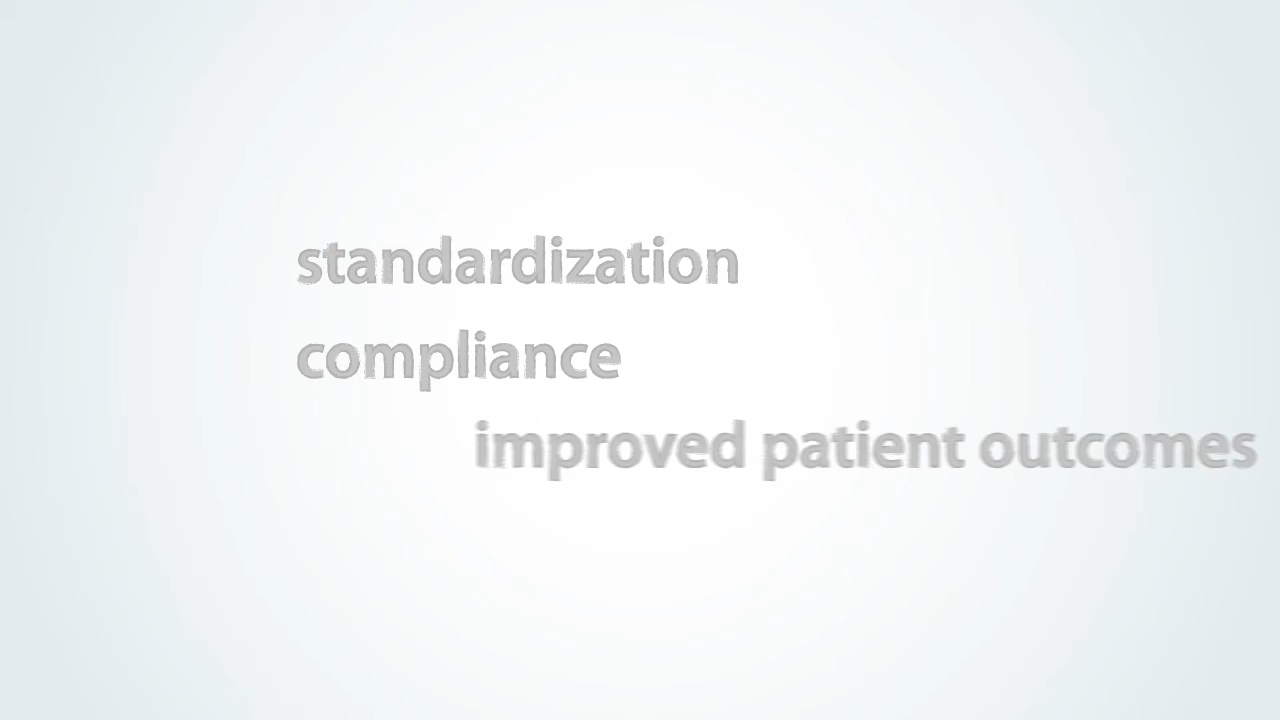 standardization
compliance
improved patient outcomes